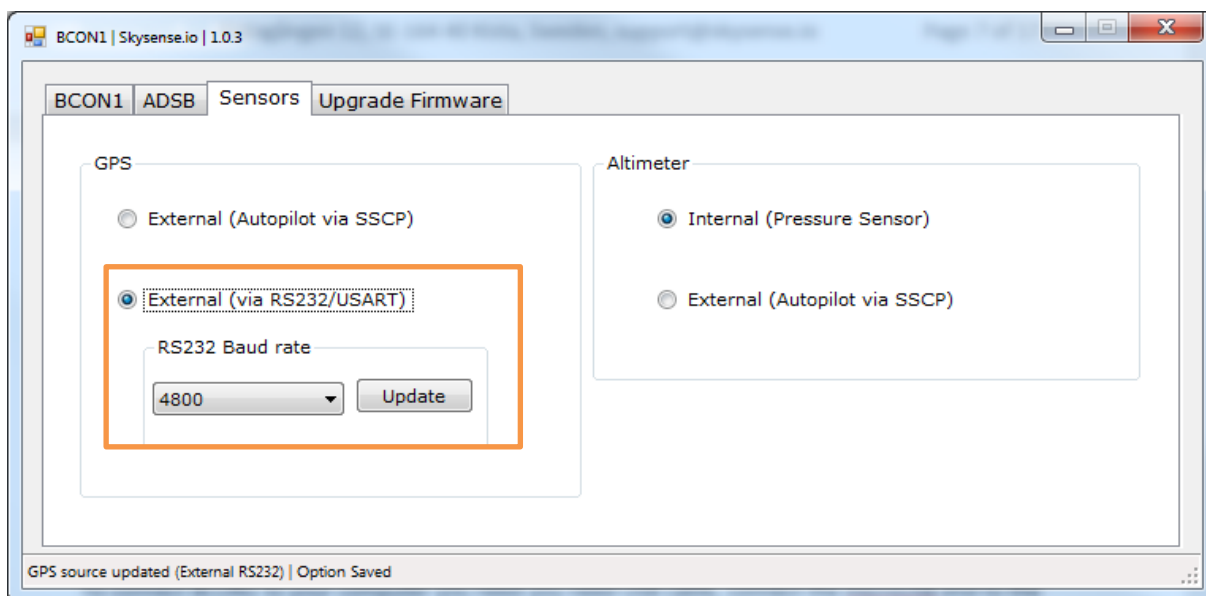 BCON1 | Skysense.io | 1.0.3
BCON1 ADSB Sensors Upgrade Firmware
GPS
External (Autopilot via SSCP)
External (via RS232/USART)
RS232 Baud rate
4800 Update
Altimeter
Internal (Pressure Sensor)
External (Autopilot via SSCP)
GPS source updated (External RS232) | Option Saved